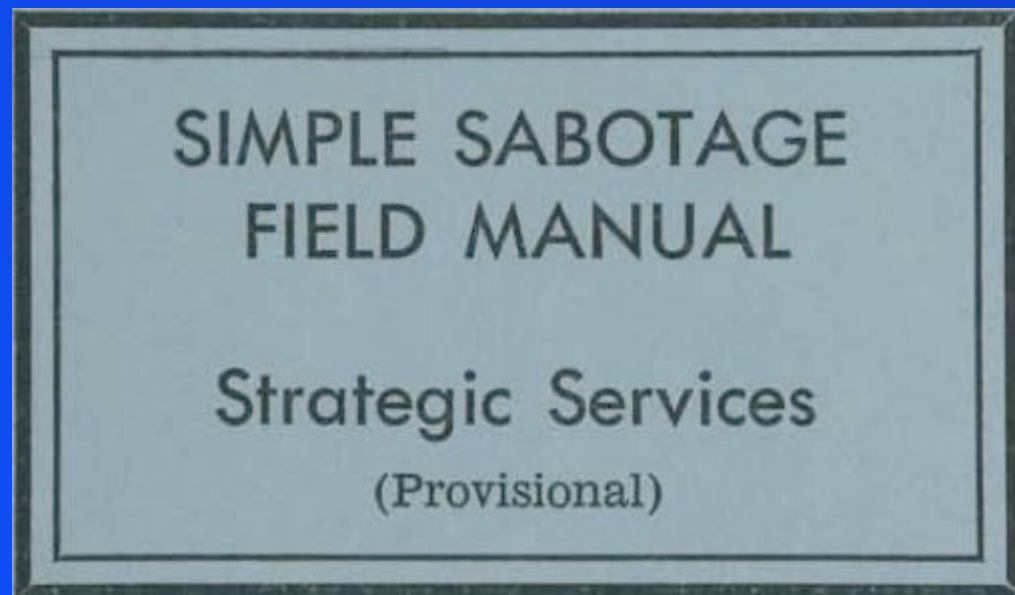 SIMPLE SABOTAGE
FIELD MANUAL
Strategic Services
(Provisional)